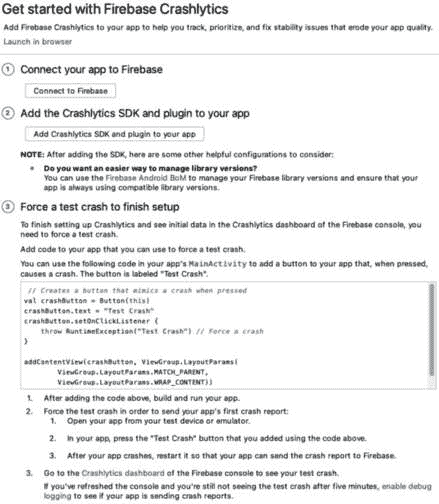 Get started with Firebase Crashlytics
Add Firebase Crashlytics to your app to help you track, prioritize, and fix stability issues that erode your app quality.
Launch in browser
1 Connect your app to Firebase
Connect to Firebase
2 Add the Crashlytics SDK and plugin to your app
Add Crashlytics SDK and plugin to your app
NOTE: After adding the SDK, here are some other helpful configurations to consider:
• Do you want an easier way to manage library versions?
You can use the Firebase Android BoM to manage your Firebase library versions and ensure that your
app is always using compatible library versions.
3 Force a test crash to finish setup
To finish setting up Crashlytics and see initial data in the Crashlytics dashboard of the Firebase console, you
need to force a test crash.
Add code to your app that you can use to force a test crash.
You can use the following code in your app's MainActivity to add a button to your app that, when pressed,
causes a crash. The button is labeled "Test Crash".
// Creates a button that mimics a crash when pressed
val crashButton = Button(this)
crashButton.text = "Test Crash"
crashButton.setOnClickListener {
throw RuntimeException("Test Crash") // Force a crash
}
addContentView(crashButton, ViewGroup.LayoutParams(
ViewGroup.LayoutParams.MATCH_PARENT,
ViewGroup.LayoutParams.WRAP_CONTENT))
1. After adding the code above, build and run your app.
2. Force the test crash in order to send your app's first crash report:
1. Open your app from your test device or emulator.
2. In your app, press the "Test Crash" button that you added using the code above.
3. After your app crashes, restart it so that your app can send the crash report to Firebase.
3. Go to the Crashlytics dashboard of the Firebase console to see your test crash.
If you've refreshed the console and you're still not seeing the test crash after five minutes, enable debug
logging to see if your app is sending crash reports.